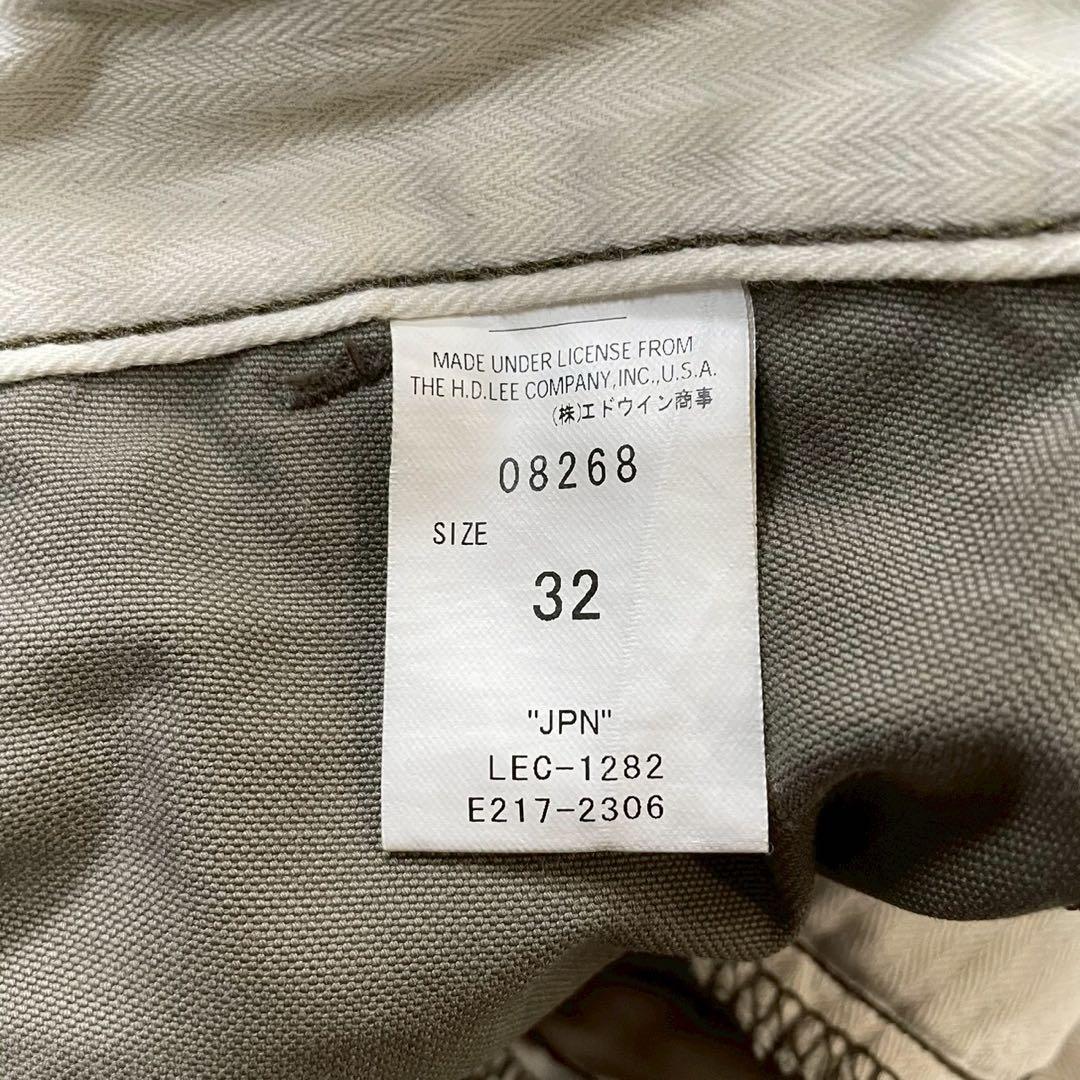 MADE UNDER LICENSE FROM
THE H.D.LEE COMPANY,INC.,U.S.A.
(株)エドウイン商事
08268
SIZE
32
"JPN"
LEC-1282
E217-2306